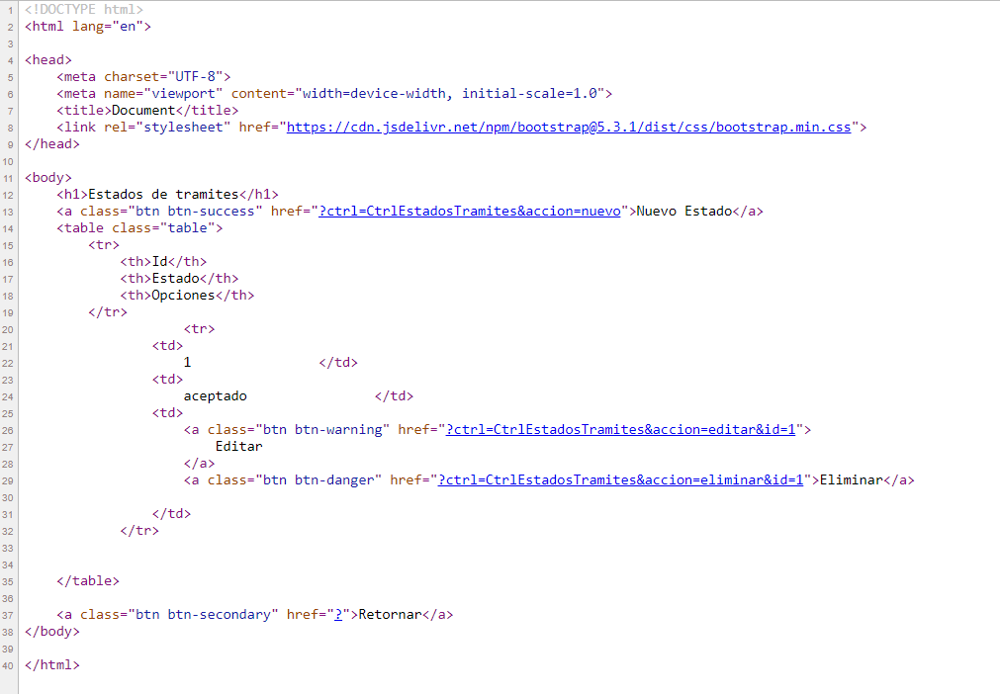 1 <!DOCTYPE html>
2 <html lang="en">
3
4 <head>
5     <meta charset="UTF-8">
6     <meta name="viewport" content="width=device-width, initial-scale=1.0">
7     <title>Document</title>
8     <link rel="stylesheet" href="https://cdn.jsdelivr.net/npm/bootstrap@5.3.1/dist/css/bootstrap.min.css">
9 </head>
10
11 <body>
12     <h1>Estados de tramites</h1>
13     <a class="btn btn-success" href="?ctrl=CtrlEstadosTramites&accion=nuevo">Nuevo Estado</a>
14     <table class="table">
15         <tr>
16             <th>Id</th>
17             <th>Estado</th>
18             <th>Opciones</th>
19         </tr>
20                     <tr>
21                 <td>
22                     1                </td>
23                 <td>
24                     aceptado                </td>
25                 <td>
26                     <a class="btn btn-warning" href="?ctrl=CtrlEstadosTramites&accion=editar&id=1">
27                         Editar
28                     </a>
29                     <a class="btn btn-danger" href="?ctrl=CtrlEstadosTramites&accion=eliminar&id=1">Eliminar</a>
30
31                 </td>
32             </tr>
33
34
35     </table>
36
37     <a class="btn btn-secondary" href="?">Retornar</a>
38 </body>
39
40 </html>